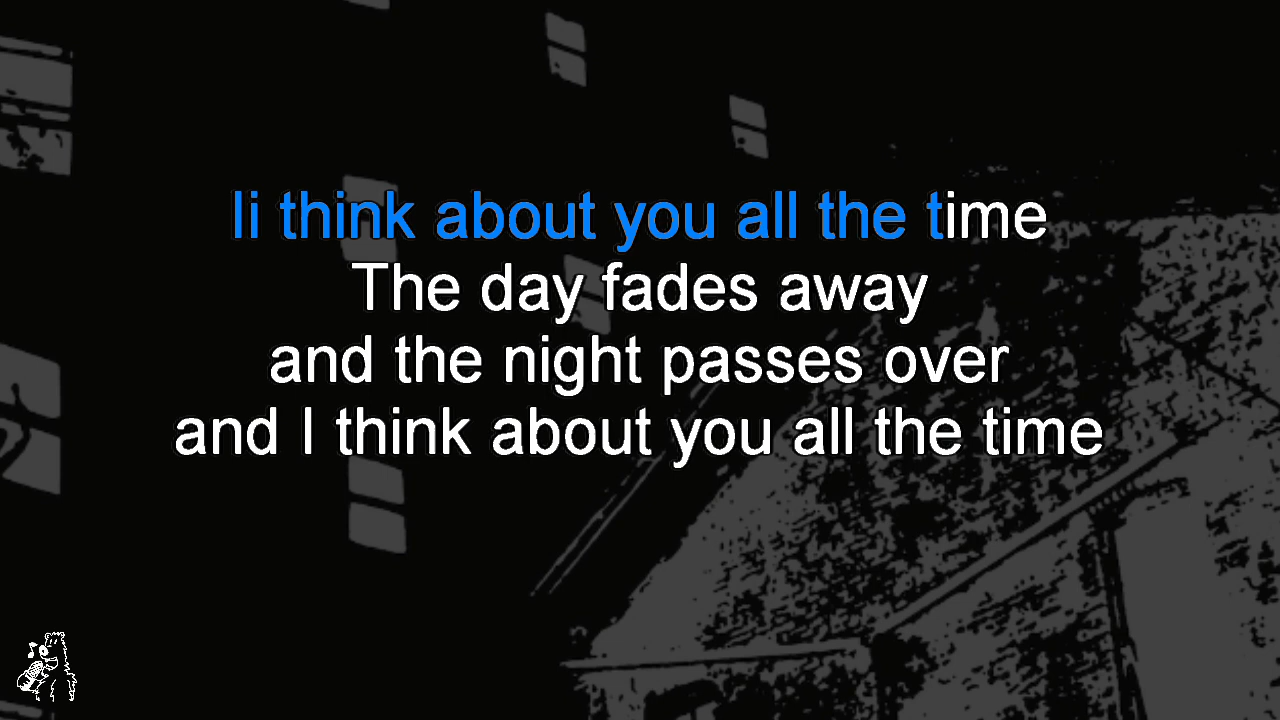 Ii think about you all the time
The day fades away
and the night passes over
and I think about you all the time